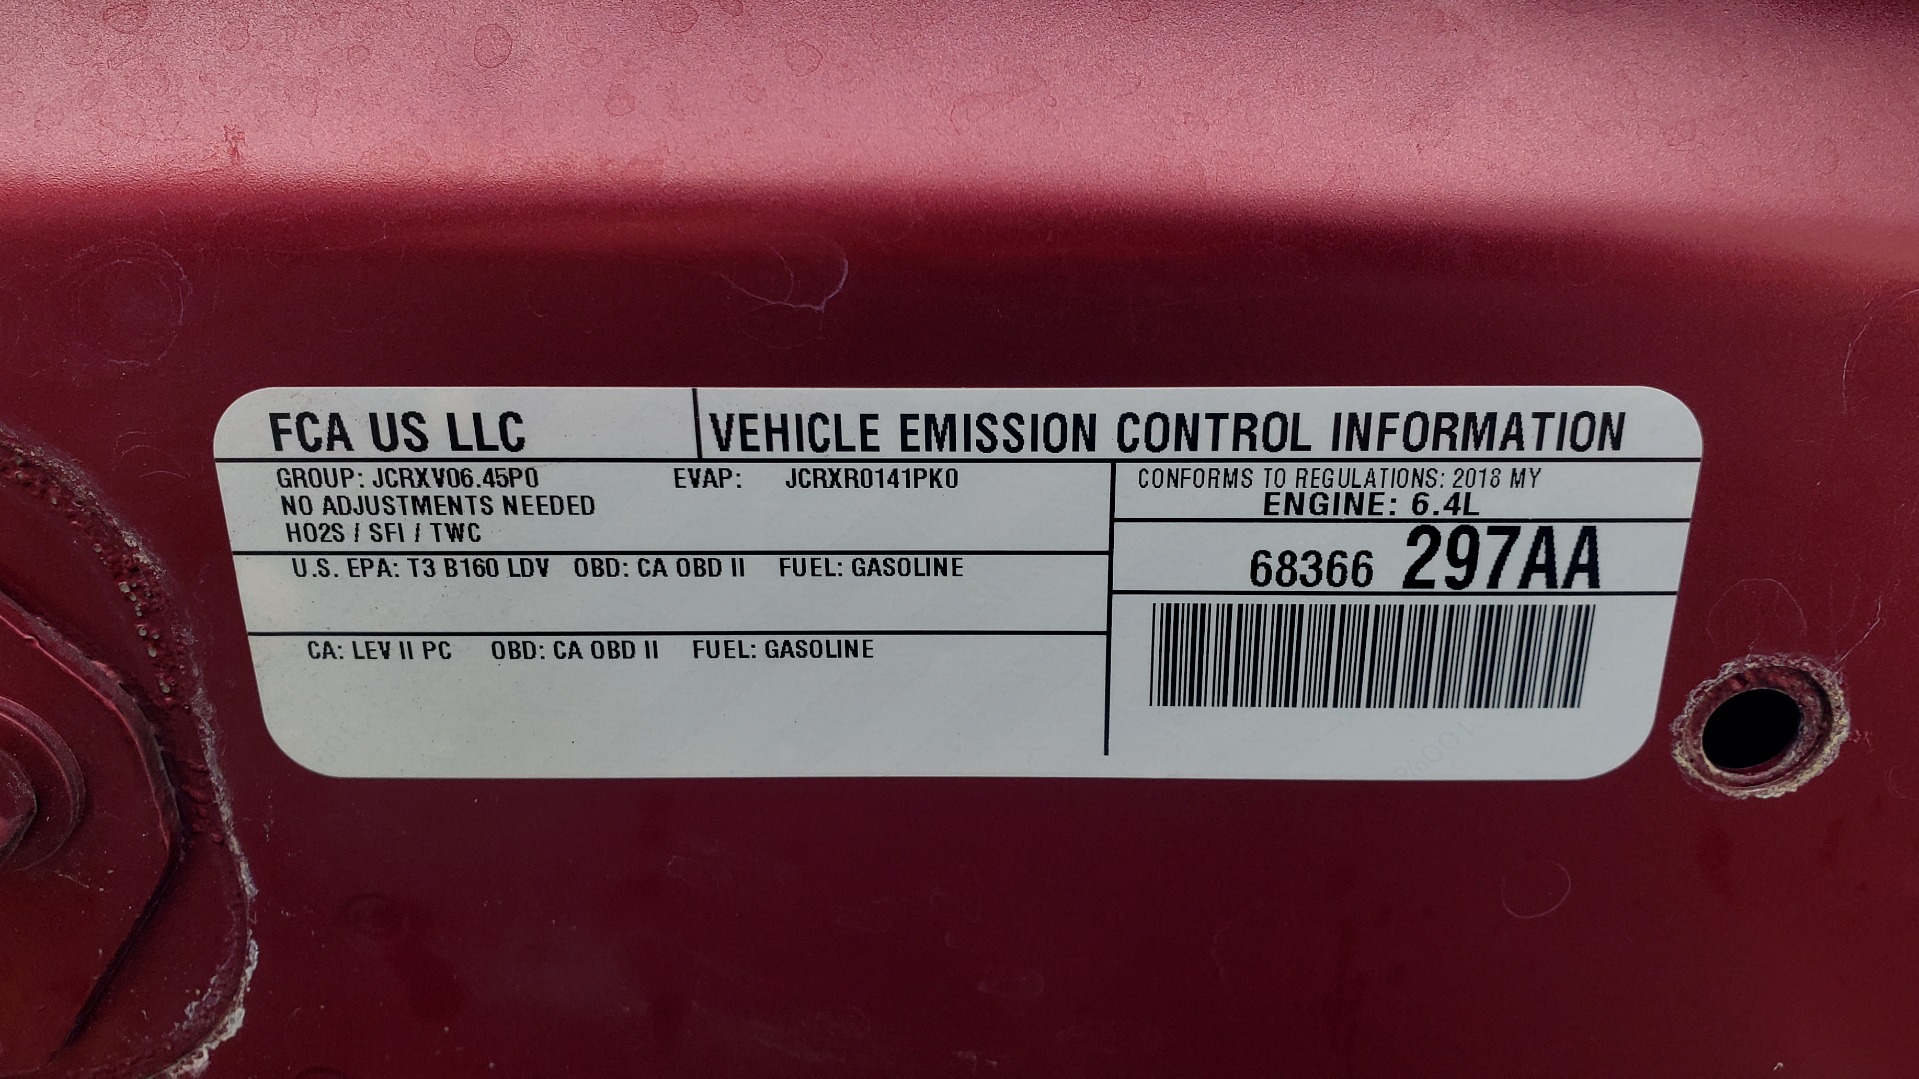 FCA US LLC VEHICLE EMISSION CONTROL INFORMATION
GROUP: JCRXV06.45P0 EVAP: JCRXR0141PK0
NO ADJUSTMENTS NEEDED
HO2S / SFI / TWC
U.S. EPA: T3 B160 LDV OBD: CA OBD II FUEL: GASOLINE
CA: LEV II PC OBD: CA OBD II FUEL: GASOLINE
CONFORMS TO REGULATIONS: 2018 MY
ENGINE: 6.4L
68366 297AA